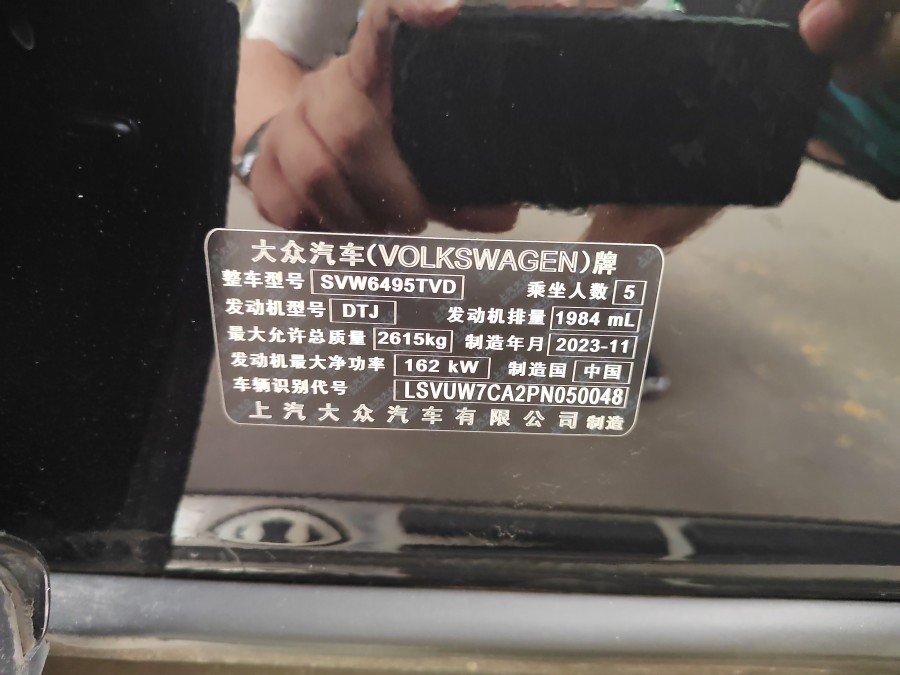 大众汽车(VOLKSWAGEN)牌
整车型号 SVW6495TVD 乘坐人数 5
发动机型号 DTJ 发动机排量 1984 mL
最大允许总质量 2615kg 制造年月 2023-11
发动机最大净功率 162 kW 制造国 中国
车辆识别代号 LSVUW7CA2PN050048
上汽大众汽车有限公司 制造